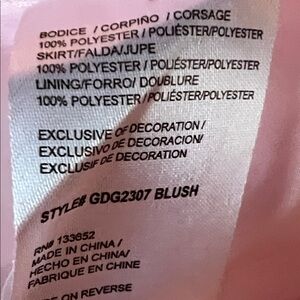 BODICE / CORPIÑO / CORSAGE
100% POLYESTER / POLIÉSTER/POLYESTER
SKIRT/FALDA/JUPE
100% POLYESTER / POLIÉSTER/POLYESTER
LINING/FORRO/ DOUBLURE
100% POLYESTER / POLIÉSTER/POLYESTER
EXCLUSIVE OF DECORATION /
EXCLUSIVO DE DECORACION/
EXCLUSIF DE DECORATION
STYLE# GDG2307 BLUSH
RN# 133652
MADE IN CHINA /
HECHO EN CHINA/
FABRIQUE EN CHINE
ON REVERSE